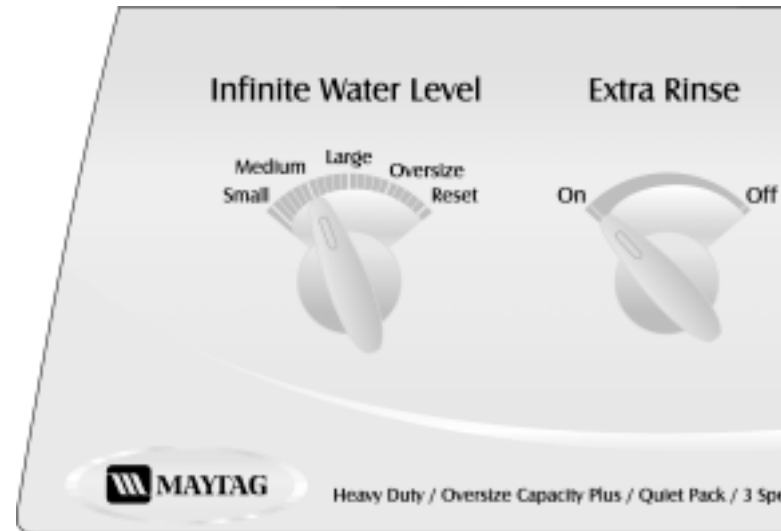 Infinite Water Level
Extra Rinse
Small
Medium
Large
Oversize
Reset
On
Off
MAYTAG
Heavy Duty / Oversize Capacity Plus / Quiet Pack / 3 Spe